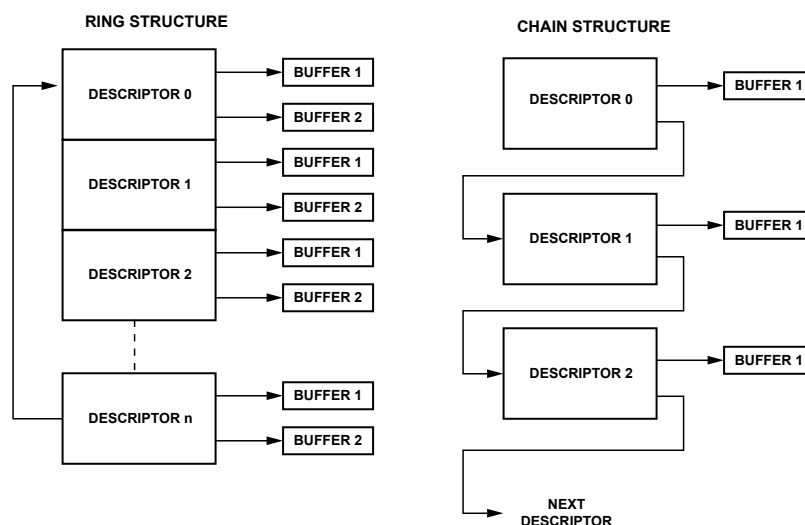 RING STRUCTURE
DESCRIPTOR 0
BUFFER 1
BUFFER 2
DESCRIPTOR 1
BUFFER 1
BUFFER 2
DESCRIPTOR 2
BUFFER 1
BUFFER 2
DESCRIPTOR n
BUFFER 1
BUFFER 2
CHAIN STRUCTURE
DESCRIPTOR 0
BUFFER 1
DESCRIPTOR 1
BUFFER 1
DESCRIPTOR 2
BUFFER 1
NEXT
DESCRIPTOR